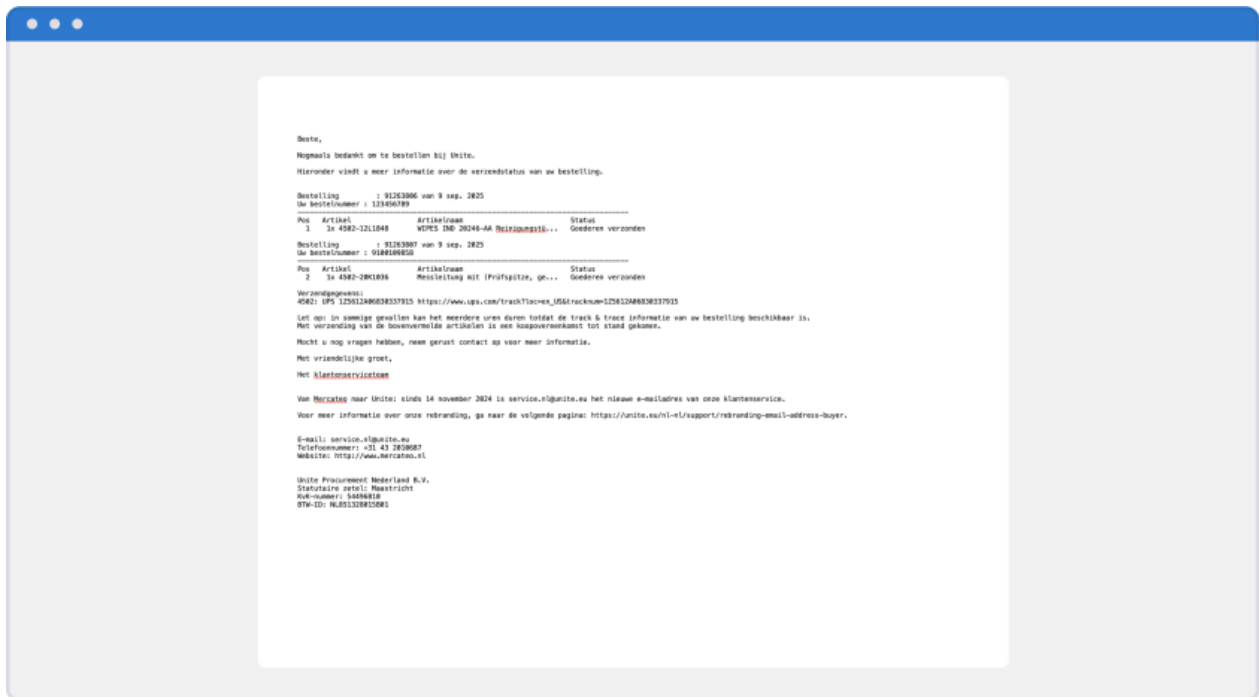 Beste,
Nogmaals bedankt om te bestellen bij Unite.
Hieronder vindt u meer informatie over de verzendstatus van uw bestelling.
Bestelling : 91263806 van 9 sep. 2025
Uw bestelnummer : 123456789
Pos Artikel Artikelnaam Status
1 1x 4502-12L1848 WIPES IND 20246-AA Reinigungstü... Goederen verzonden
Bestelling : 91263807 van 9 sep. 2025
Uw bestelnummer : 9100109858
Pos Artikel Artikelnaam Status
2 1x 4502-20K1036 Messleitung mit (Prüfspitze, ge... Goederen verzonden
Verzendgegevens:
4502: UPS 1Z5612A06830337915 https://www.ups.com/track?loc=en_US&tracknum=1Z5612A06830337915
Let op: in sommige gevallen kan het meerdere uren duren totdat de track & trace informatie van uw bestelling beschikbaar is.
Met verzending van de bovenvermelde artikelen is een koopovereenkomst tot stand gekomen.
Mocht u nog vragen hebben, neem gerust contact op voor meer informatie.
Met vriendelijke groet,
Het klantenserviceteam
Van Mercateo naar Unite: sinds 14 november 2024 is service.nl@unite.eu het nieuwe e-mailadres van onze klantenservice.
Voor meer informatie over onze rebranding, ga naar de volgende pagina: https://unite.eu/nl-nl/support/rebranding-email-address-buyer.
E-mail: service.nl@unite.eu
Telefoonnummer: +31 43 2050607
Website: http://www.mercateo.nl
Unite Procurement Nederland B.V.
Statutaire zetel: Maastricht
KvK-nummer: 54496810
BTW-ID: NL851328015B01